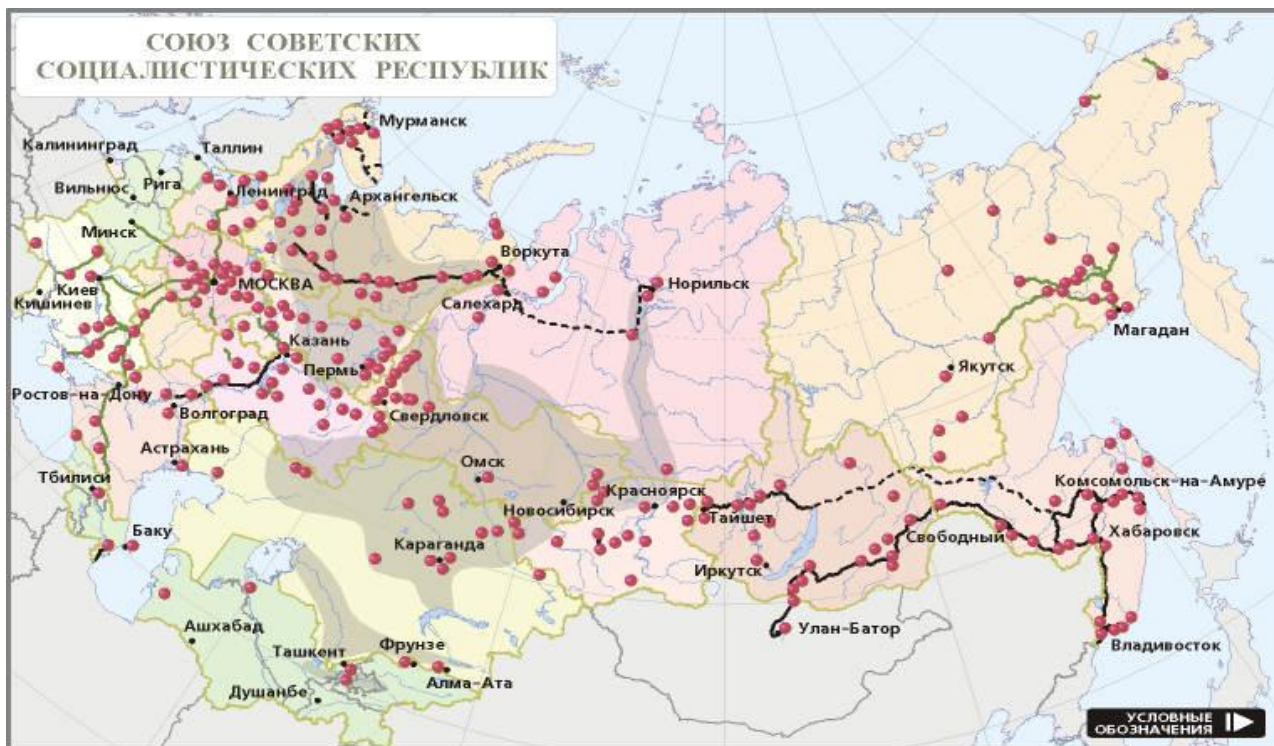 СОЮЗ СОВЕТСКИХ
СОЦИАЛИСТИЧЕСКИХ РЕСПУБЛИК
Мурманск
Таллин
Калининград
Рига
Вильнюс
Ленинград
Архангельск
Минск
Воркута
Киев
МОСКВА
Норильск
Кишинев
Салехард
Магадан
Казань
Якутск
Пермь
Ростов-на-Дону
Волгоград
Свердловск
Астрахань
Омск
Тбилиси
Красноярск
Комсомольск-на-Амуре
Новосибирск
Тайшет
Хабаровск
Баку
Свободный
Караганда
Иркутск
Улан-Батор
Ашхабад
Фрунзе
Ташкент
Владивосток
Алма-Ата
Душанбе
УСЛОВНЫЕ
ОБОЗНАЧЕНИЯ